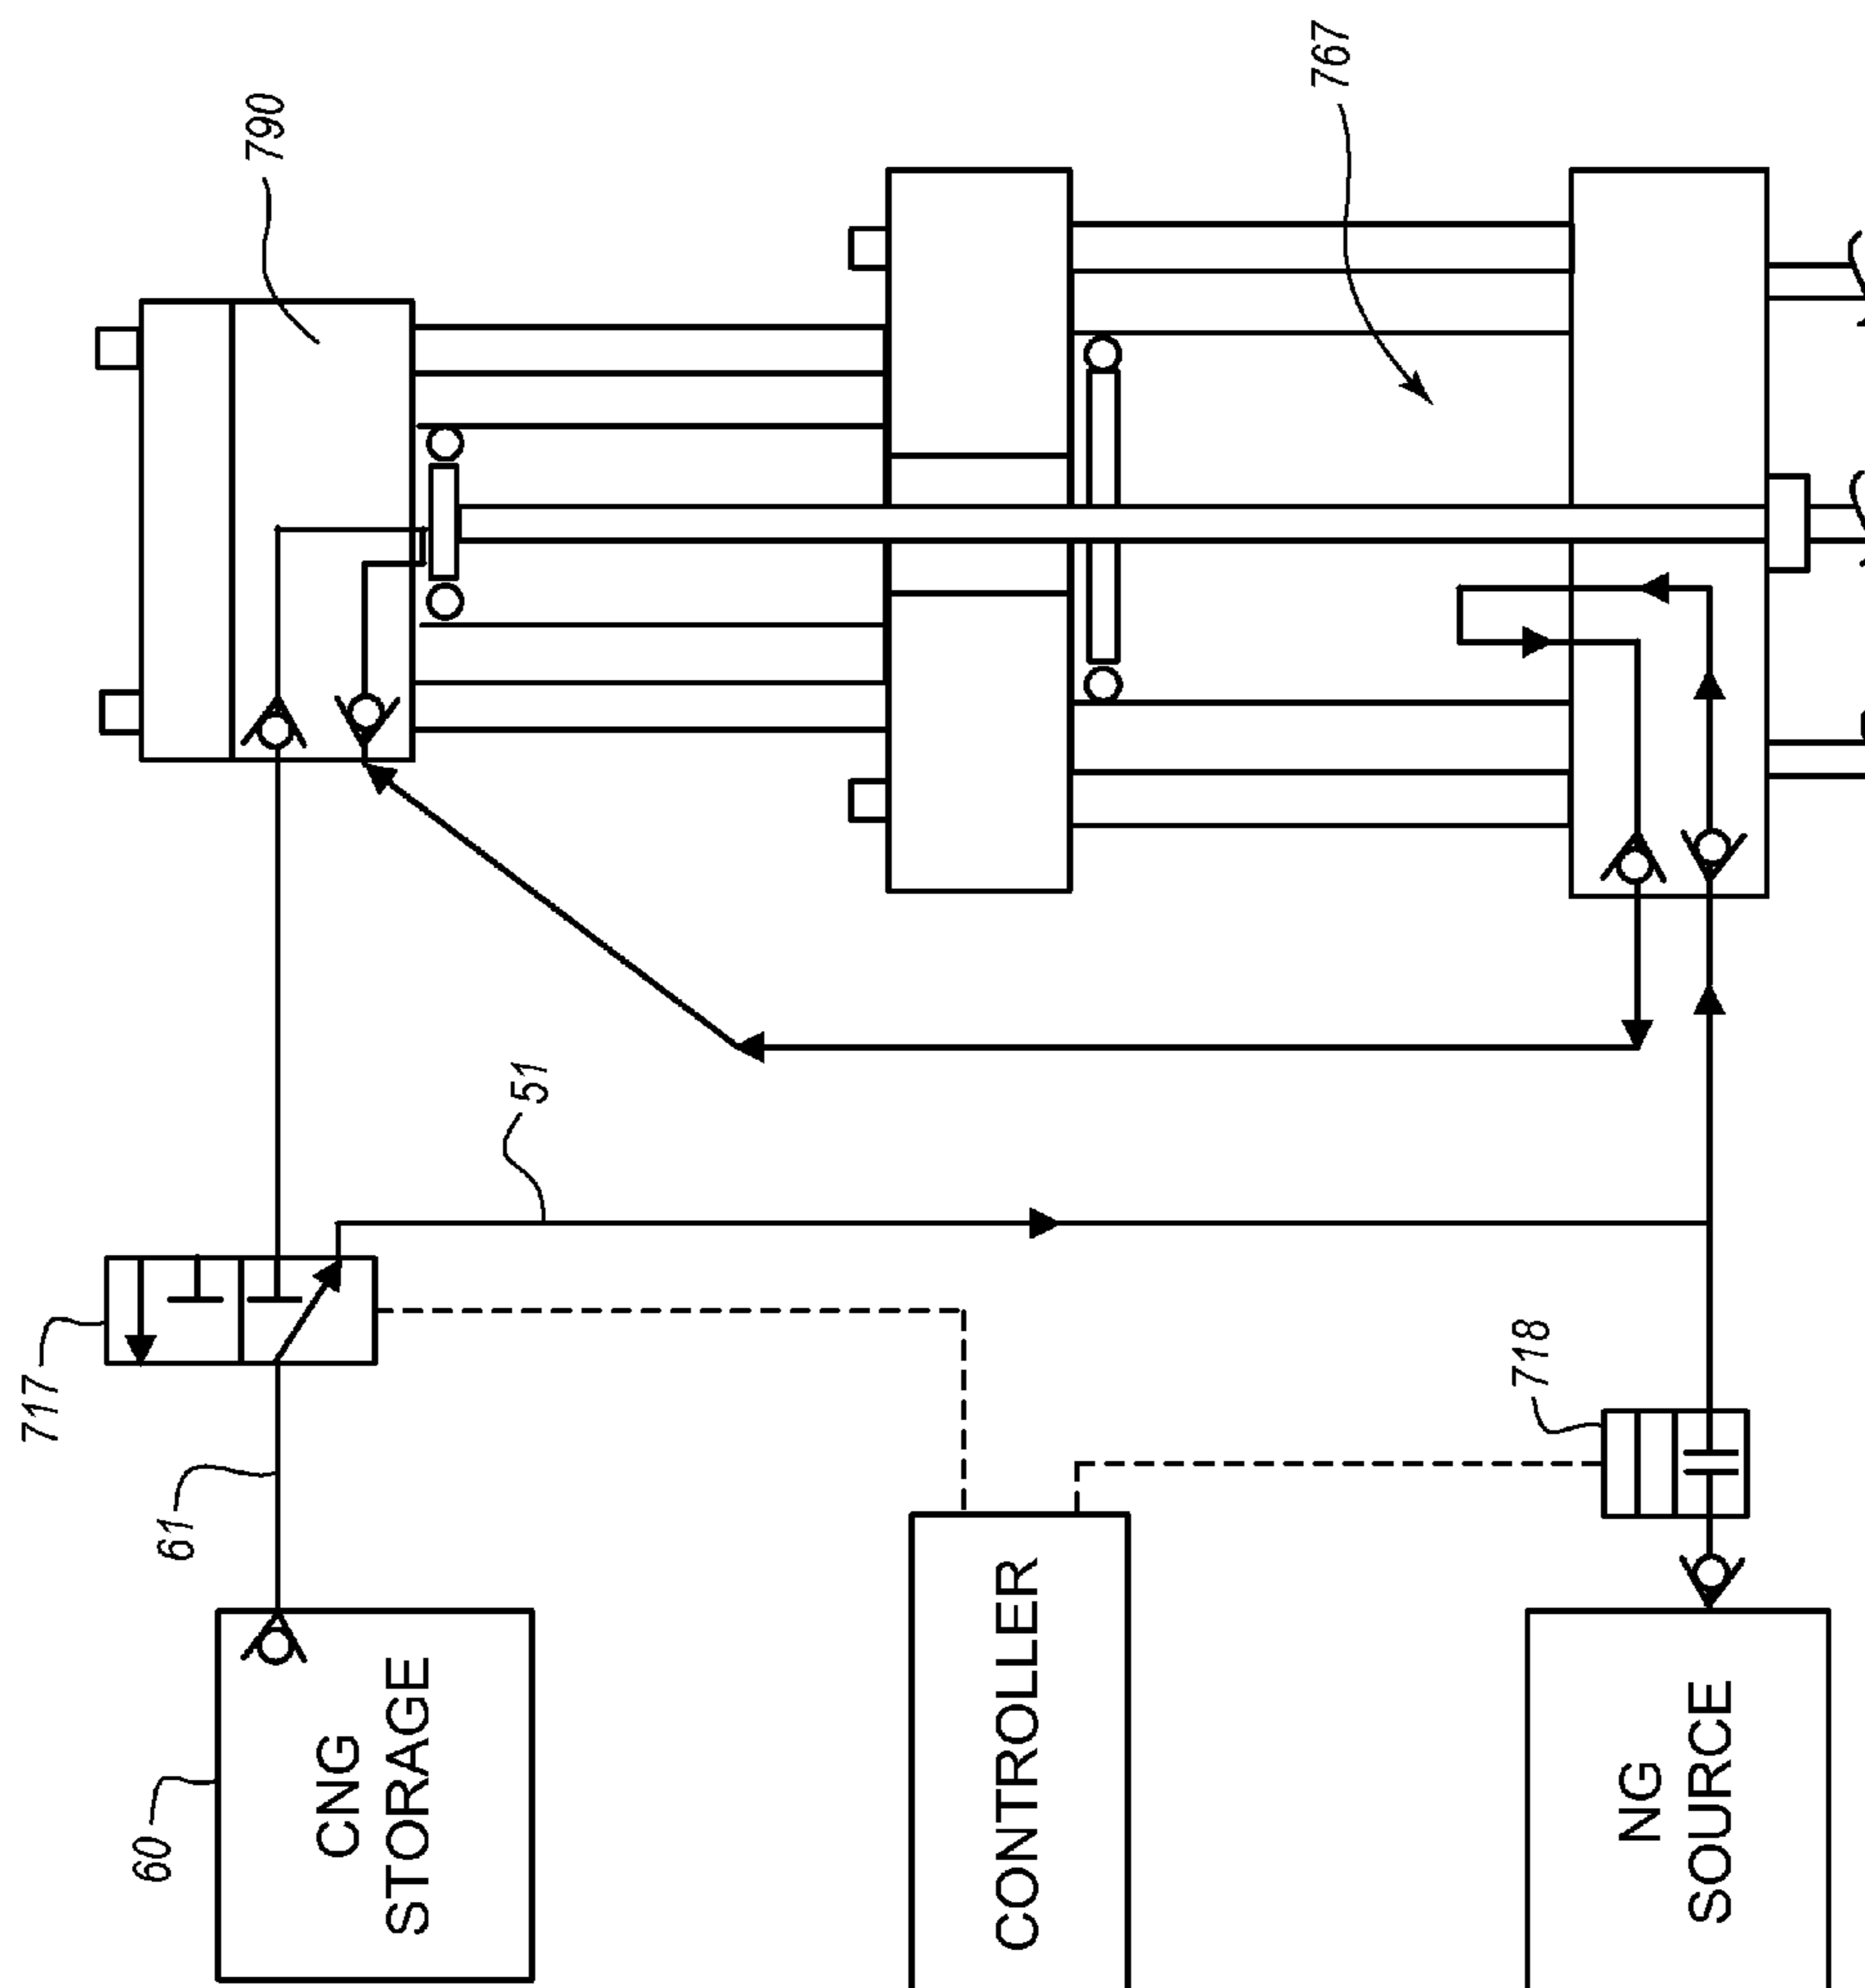 790
767
51
717
718
61
60
CNG
STORAGE
CONTROLLER
NG
SOURCE